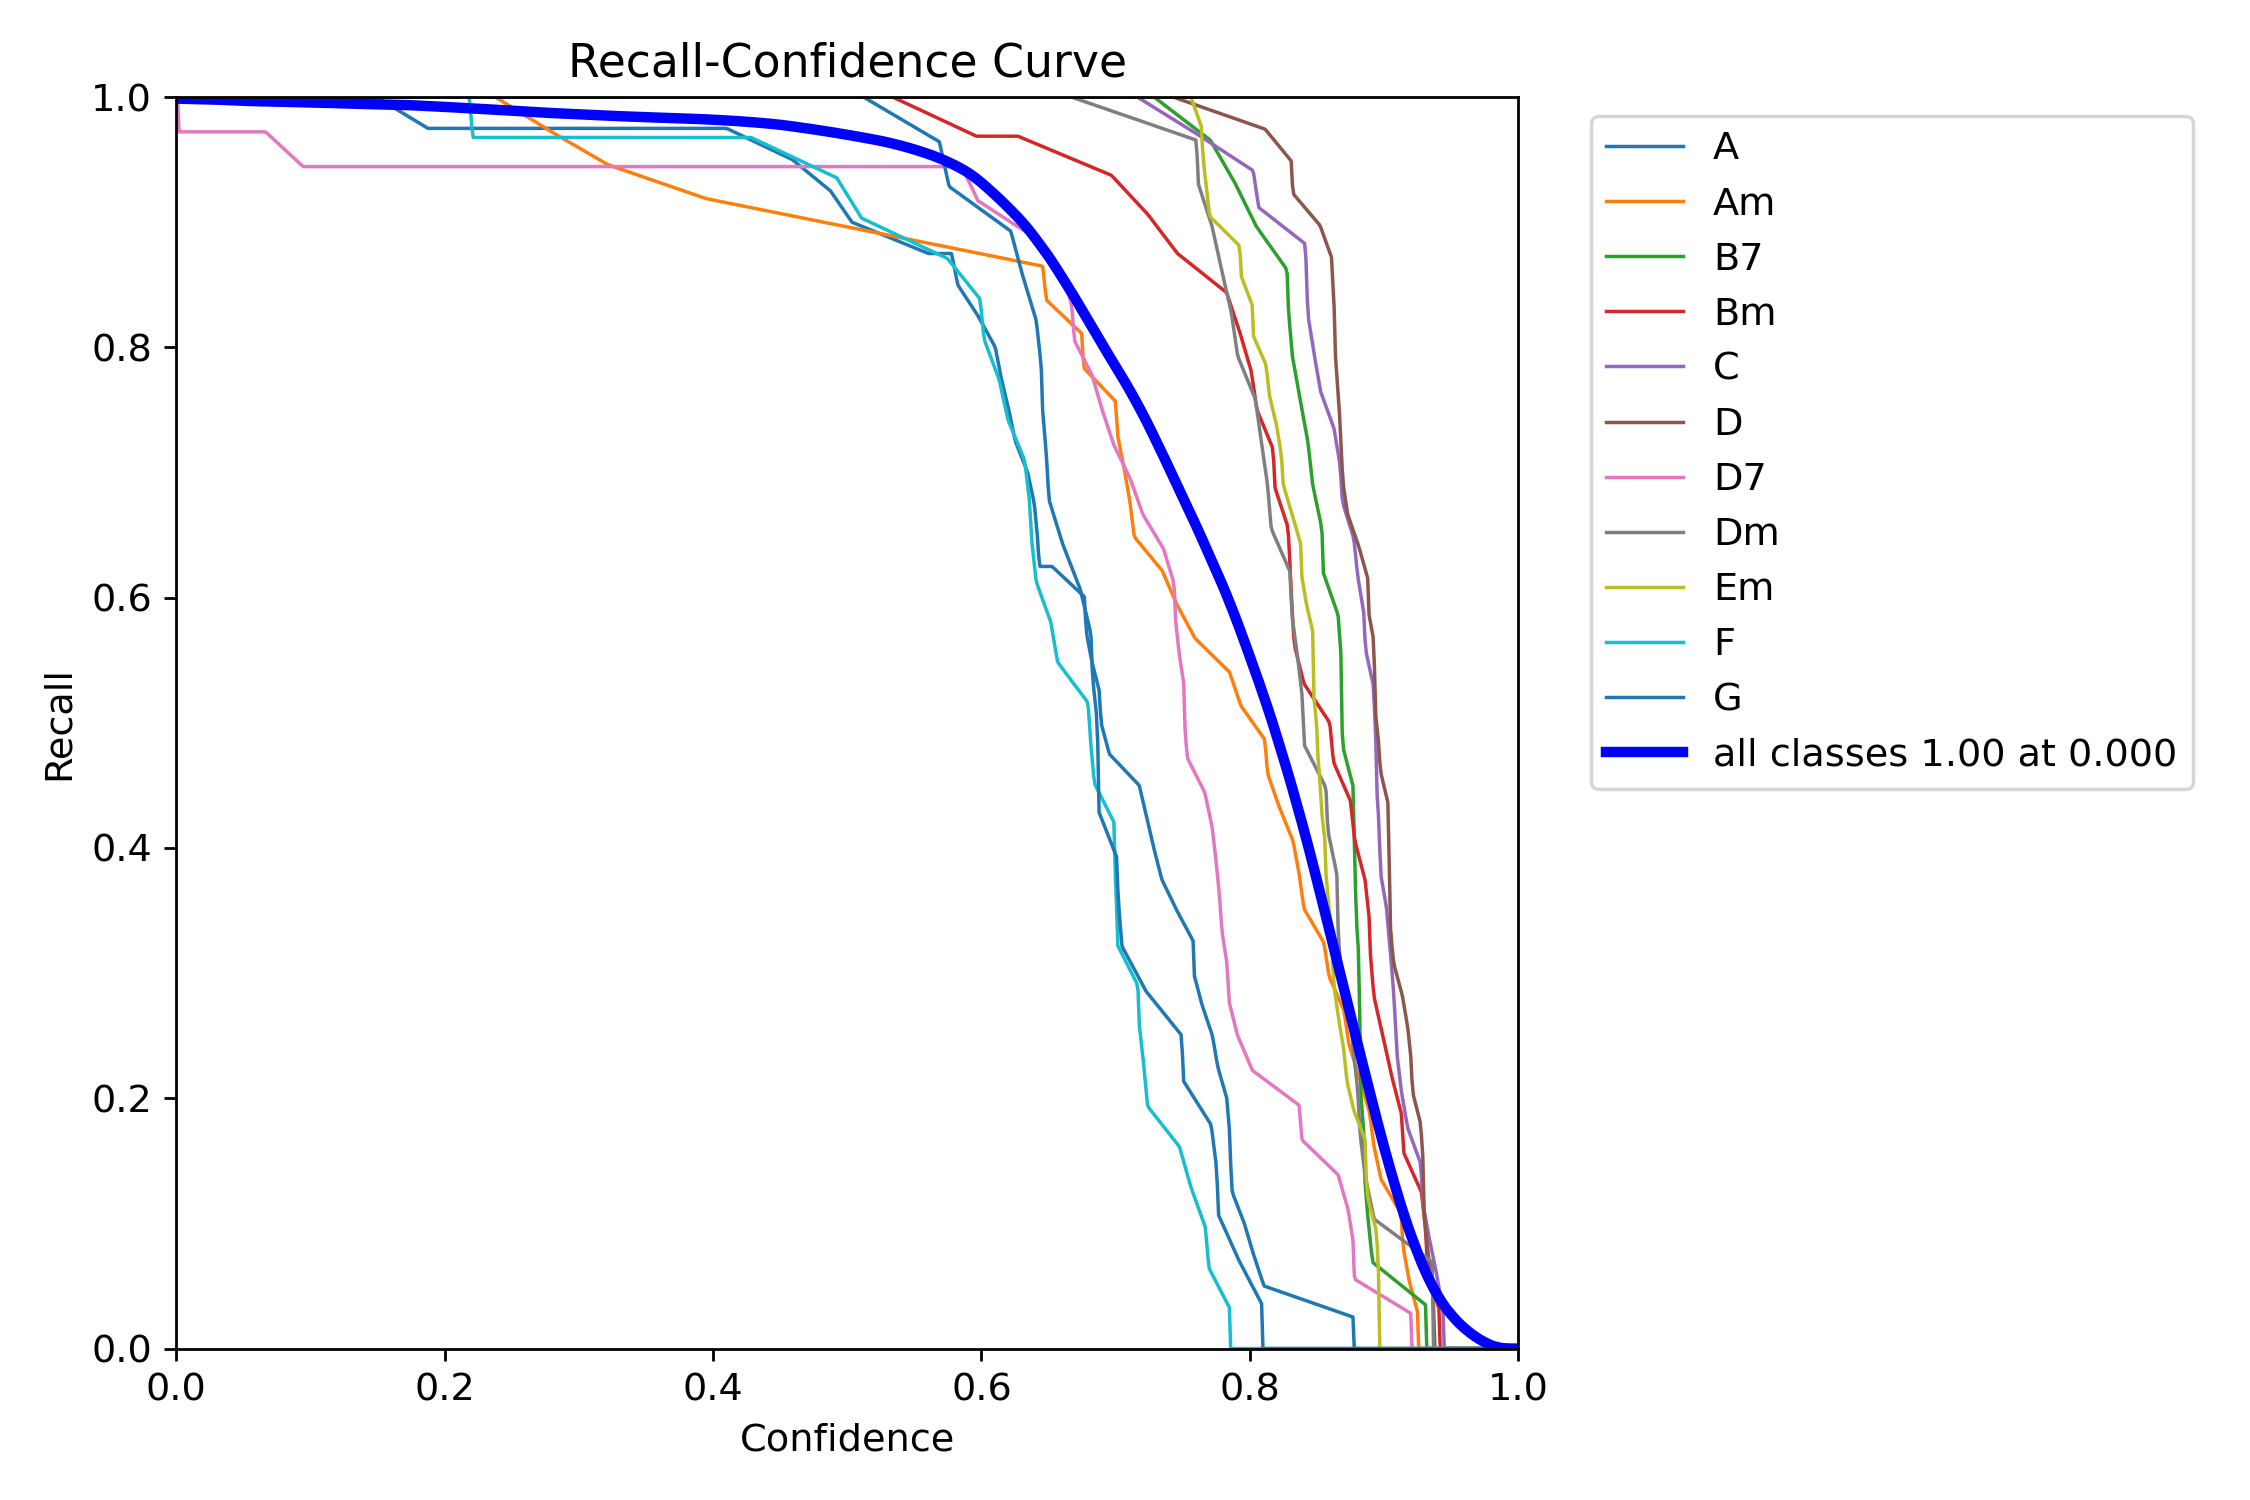 Recall-Confidence Curve
1.0
0.8
0.6
0.4
0.2
0.0
Recall
0.0 0.2 0.4 0.6 0.8 1.0
Confidence
A
Am
B7
Bm
C
D
D7
Dm
Em
F
G
all classes 1.00 at 0.000